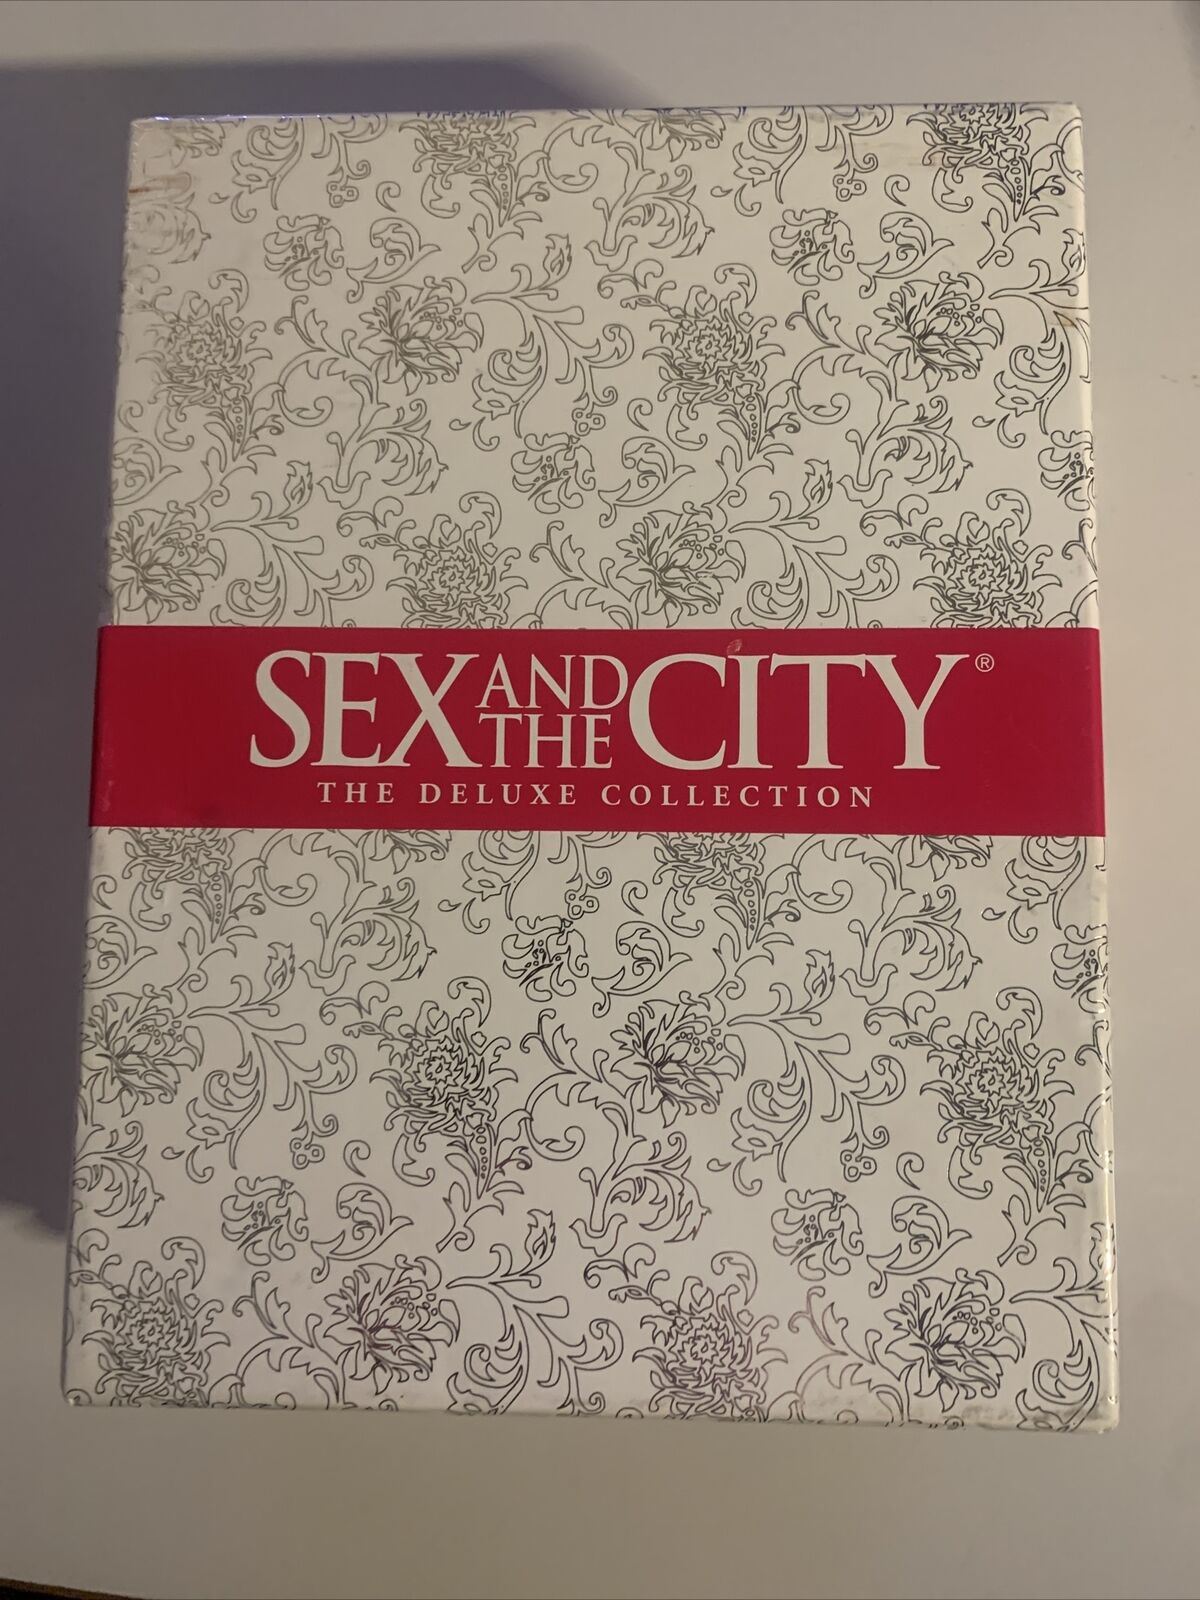 SEX AND THE CITY®
THE DELUXE COLLECTION